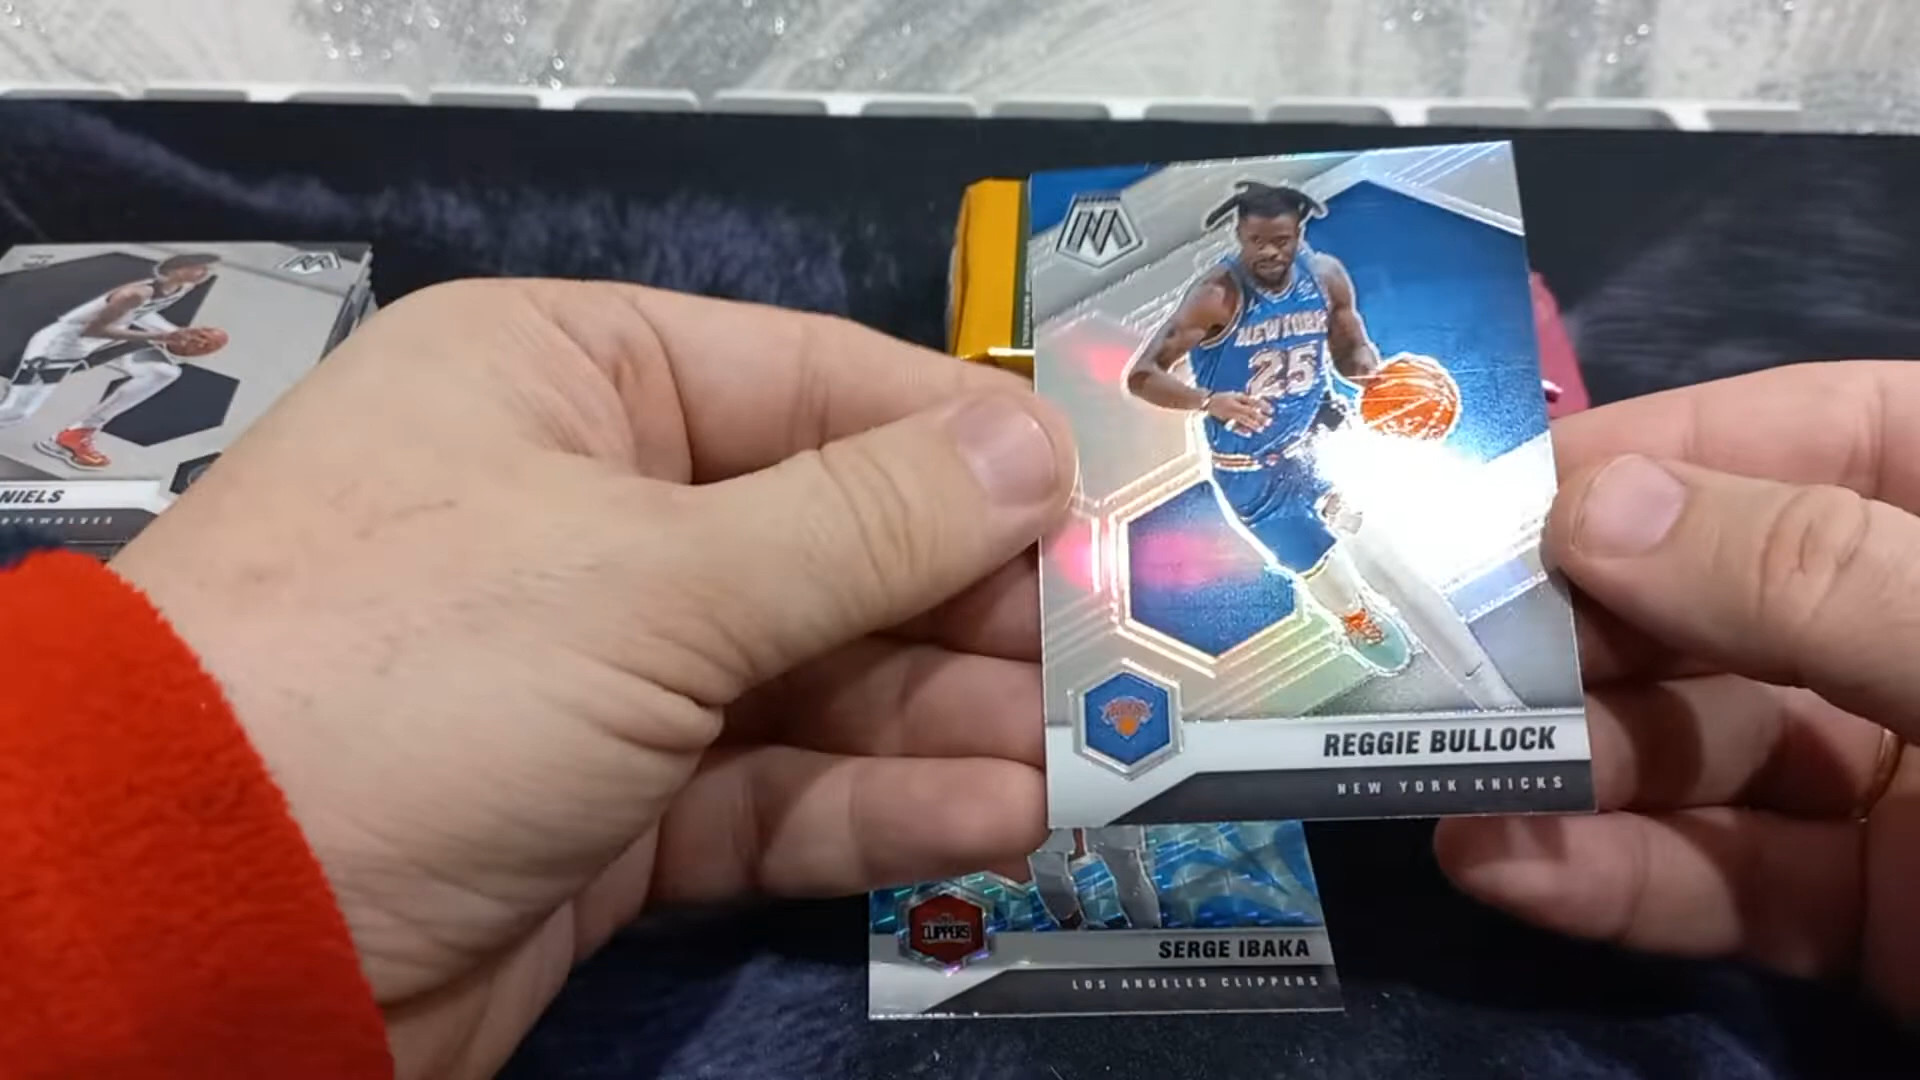 NEW YORK
25
REGGIE BULLOCK
NEW YORK KNICKS
NIELS
CLIPPERS
SERGE IBAKA
LOS ANGELES CLIPPERS